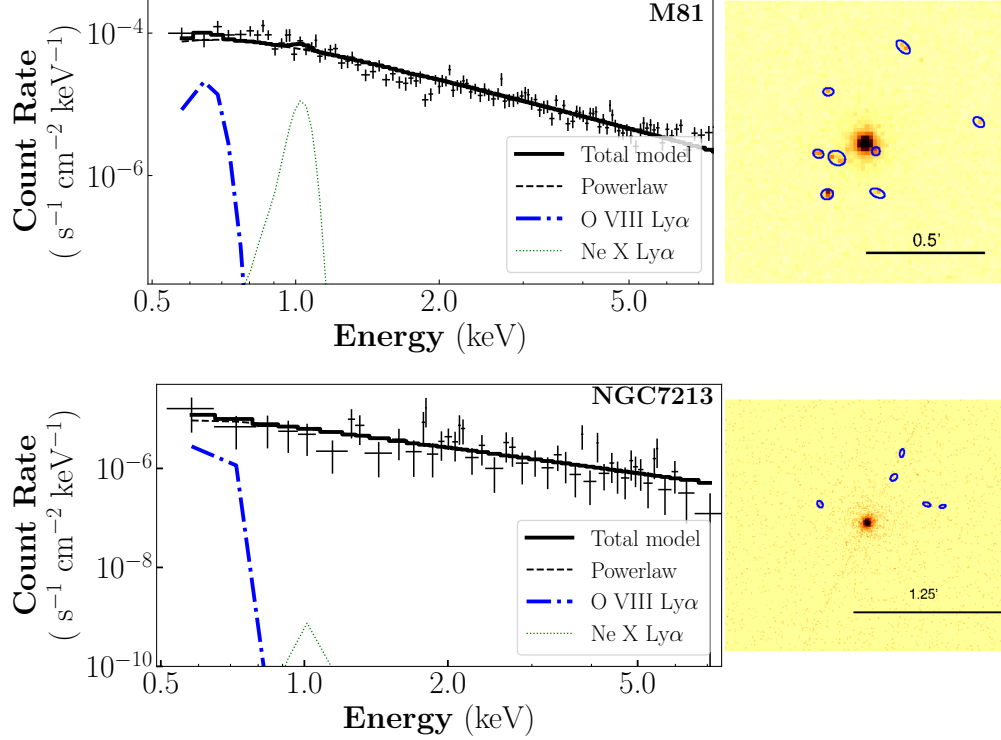 M81
Count Rate
( s⁻¹ cm⁻² keV⁻¹)
10⁻⁴
10⁻⁶
Total model
Powerlaw
O VIII Lyα
Ne X Lyα
0.5 1.0 2.0 5.0
Energy (keV)
0.5'
NGC7213
Count Rate
( s⁻¹ cm⁻² keV⁻¹)
10⁻⁶
10⁻⁸
10⁻¹⁰
Total model
Powerlaw
O VIII Lyα
Ne X Lyα
0.5 1.0 2.0 5.0
Energy (keV)
1.25'